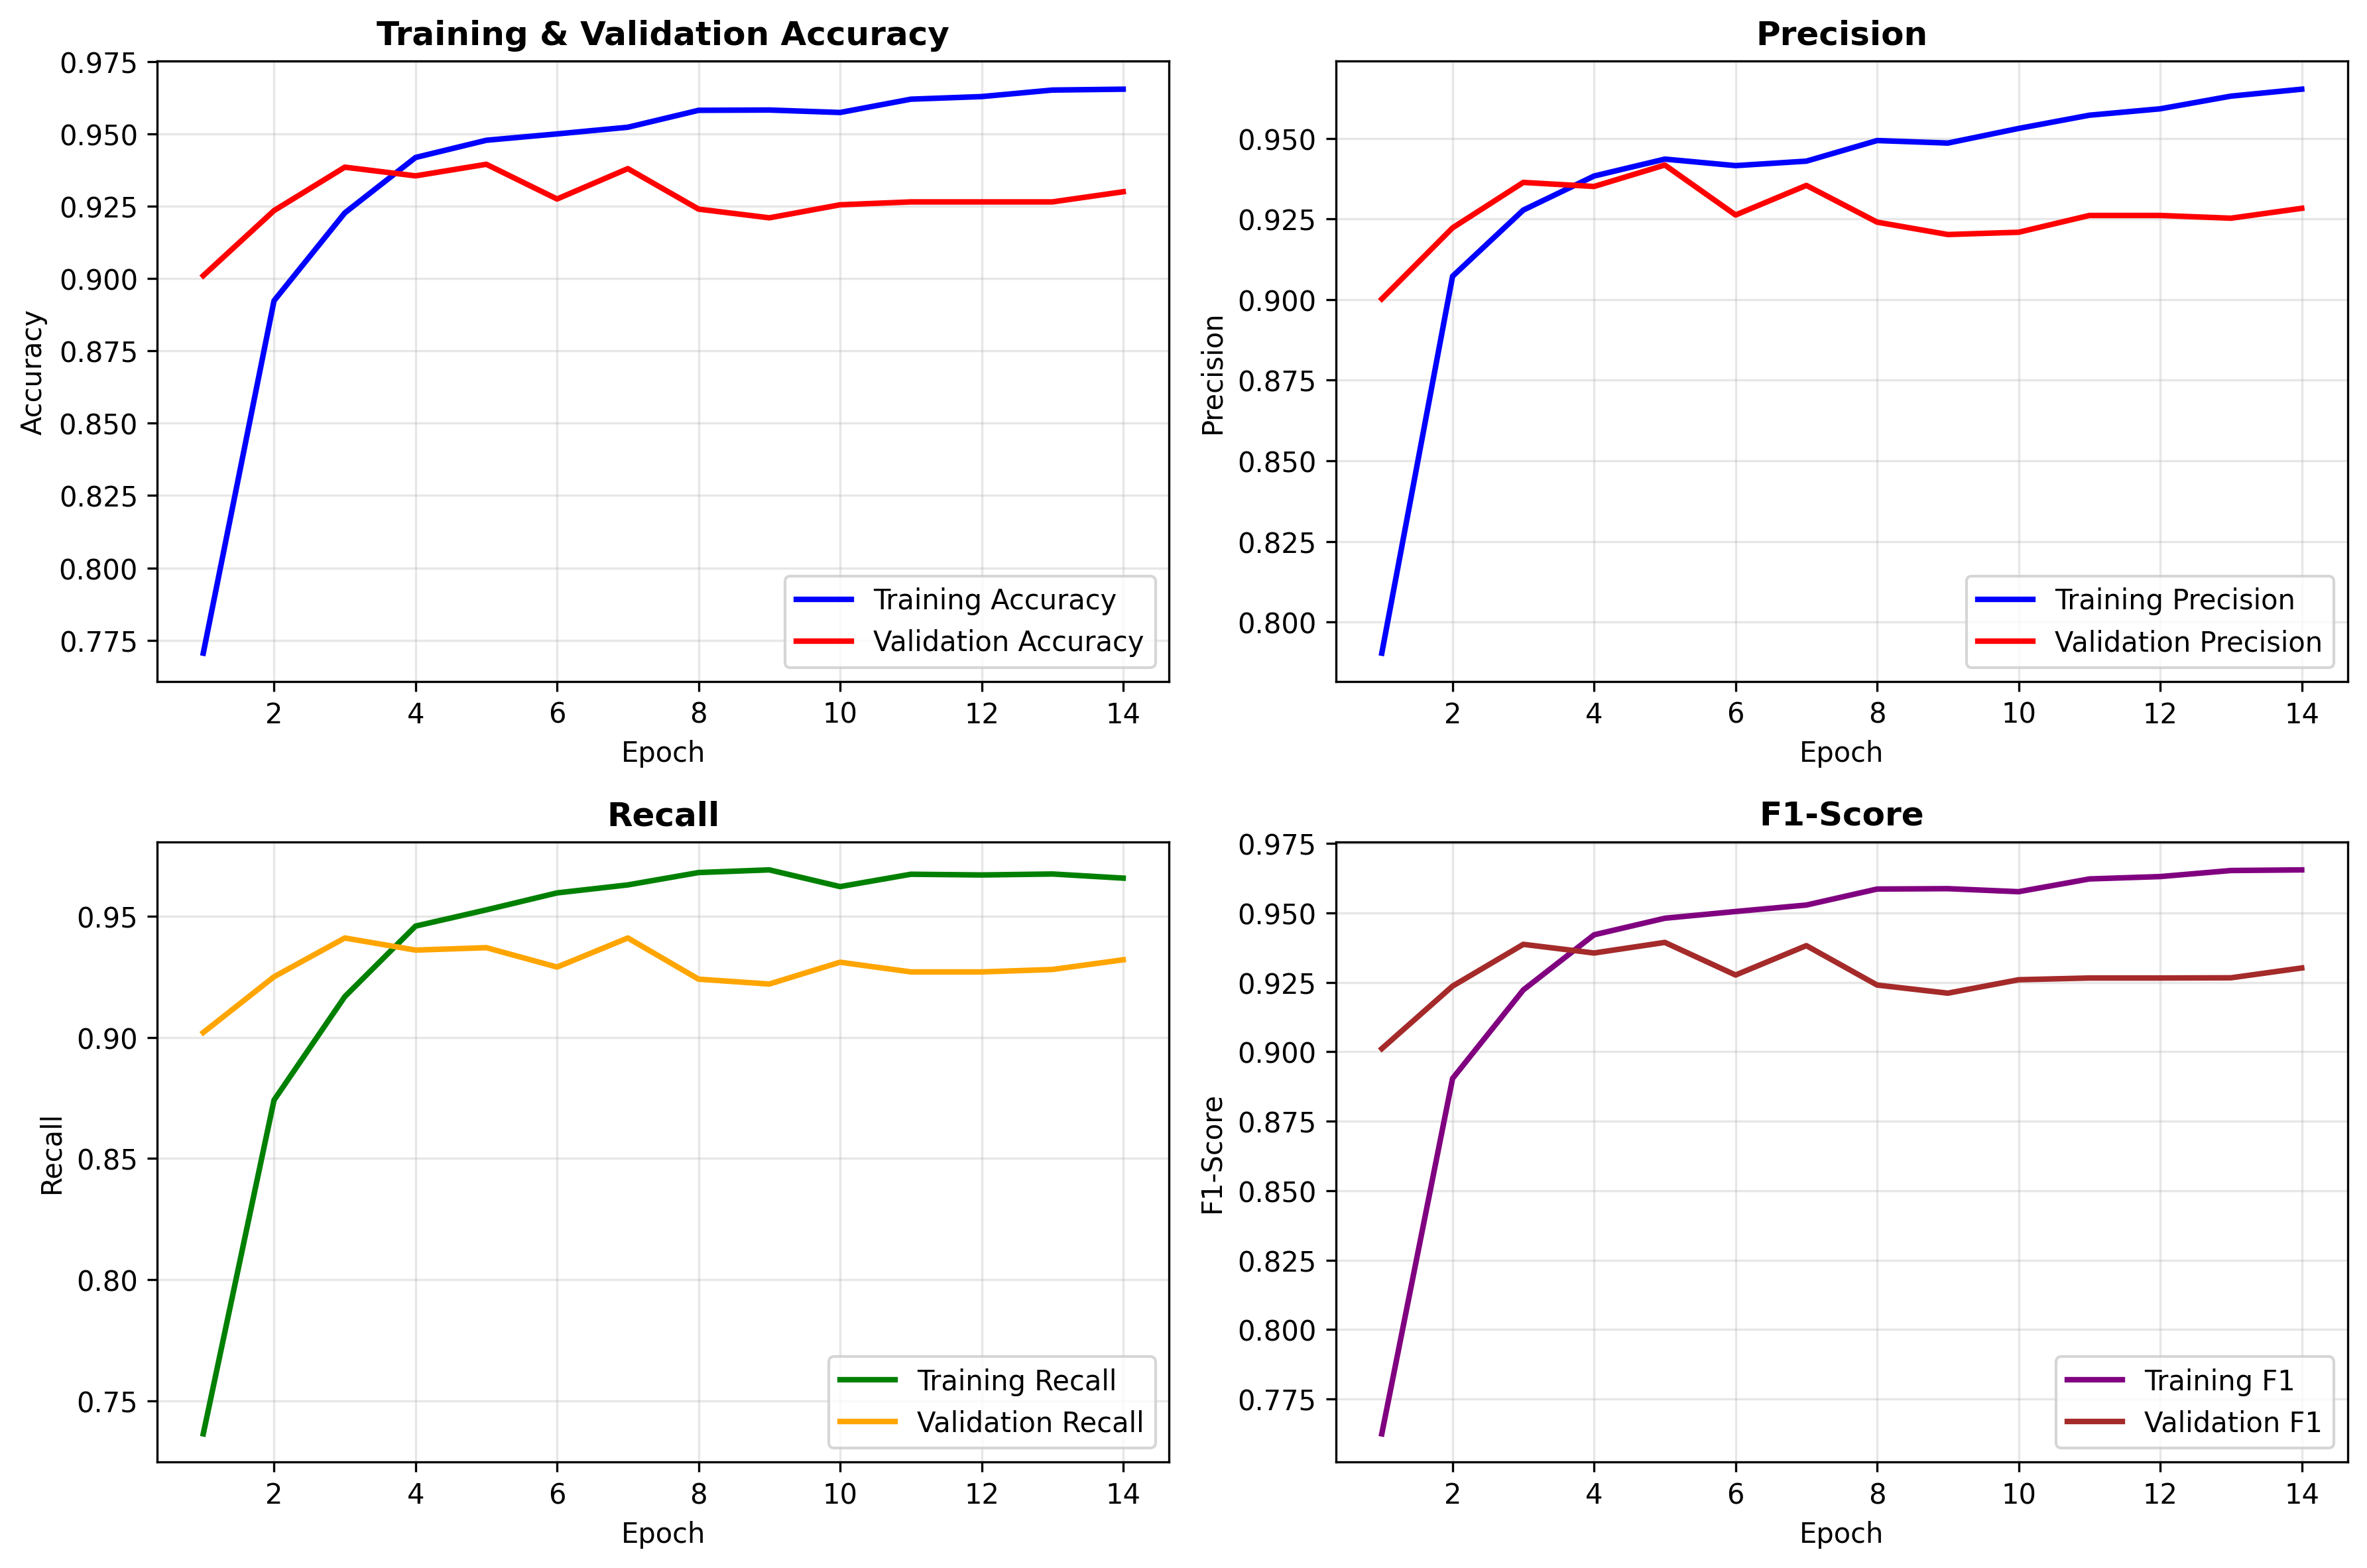 Training & Validation Accuracy
0.975
0.950
0.925
0.900
0.875
0.850
0.825
0.800
0.775
Accuracy
Training Accuracy
Validation Accuracy
2 4 6 8 10 12 14
Epoch
Precision
0.950
0.925
0.900
0.875
0.850
0.825
0.800
Precision
Training Precision
Validation Precision
2 4 6 8 10 12 14
Epoch
Recall
0.95
0.90
0.85
0.80
0.75
Recall
Training Recall
Validation Recall
2 4 6 8 10 12 14
Epoch
F1-Score
0.975
0.950
0.925
0.900
0.875
0.850
0.825
0.800
0.775
F1-Score
Training F1
Validation F1
2 4 6 8 10 12 14
Epoch